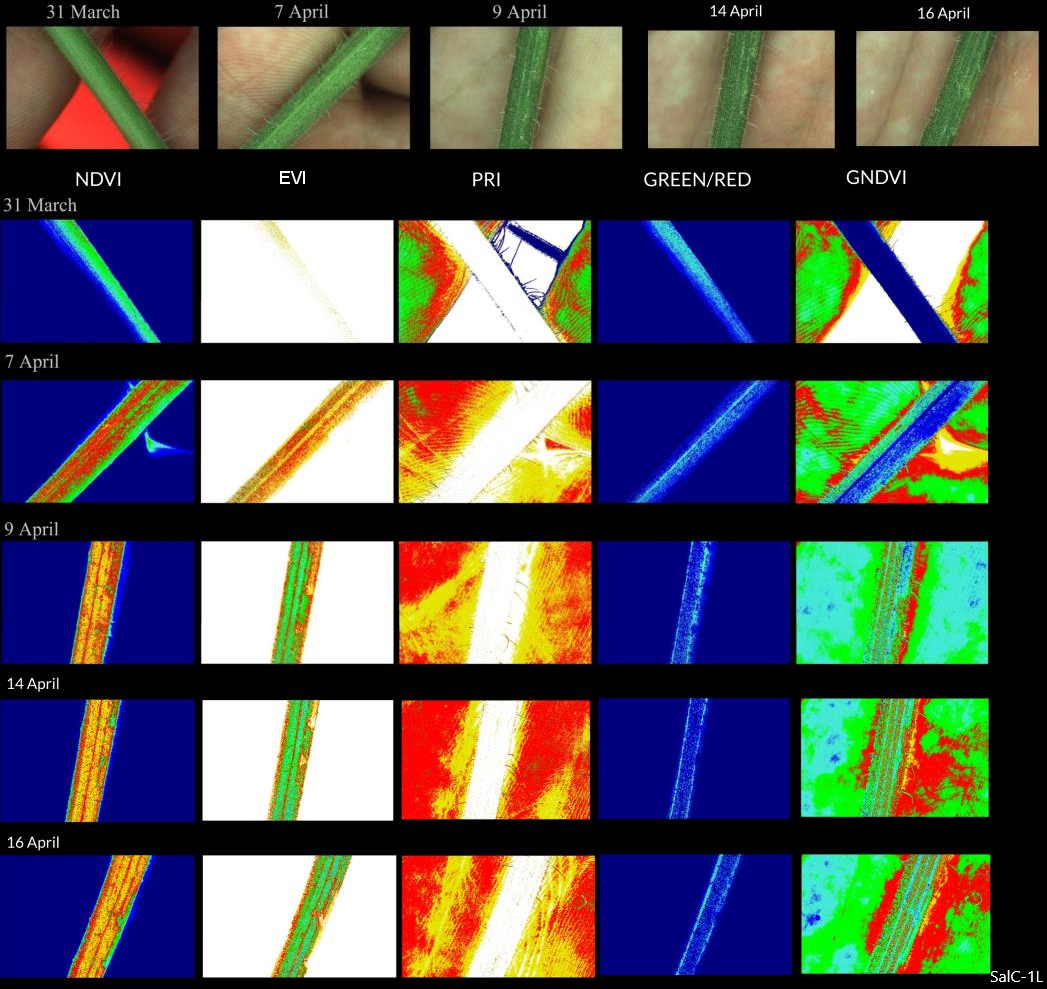 31 March 7 April 9 April 14 April 16 April
NDVI EVI PRI GREEN/RED GNDVI
31 March
7 April
9 April
14 April
16 April
SalC-1L